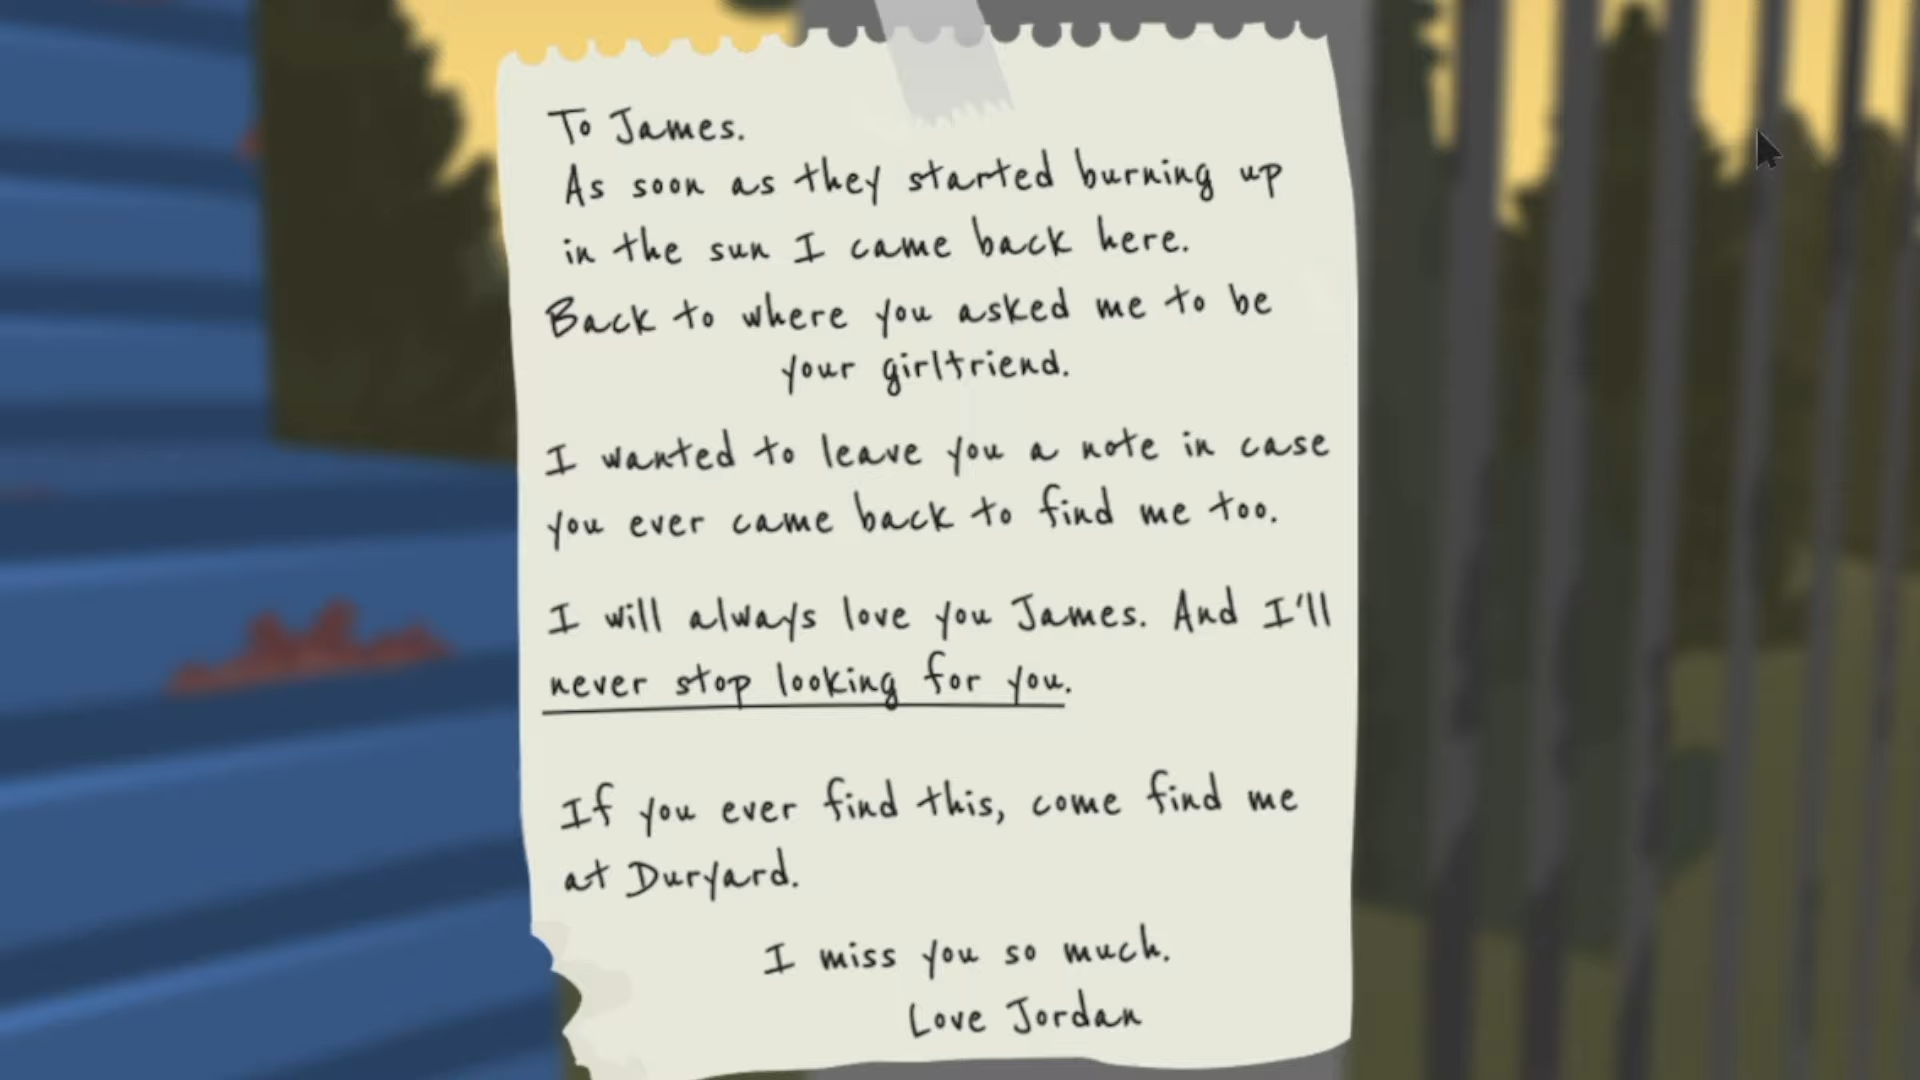 To James.
As soon as they started burning up
in the sun I came back here.
Back to where you asked me to be
your girlfriend.
I wanted to leave you a note in case
you ever came back to find me too.
I will always love you James. And I'll
never stop looking for you.
If you ever find this, come find me
at Duryard.
I miss you so much.
Love Jordan